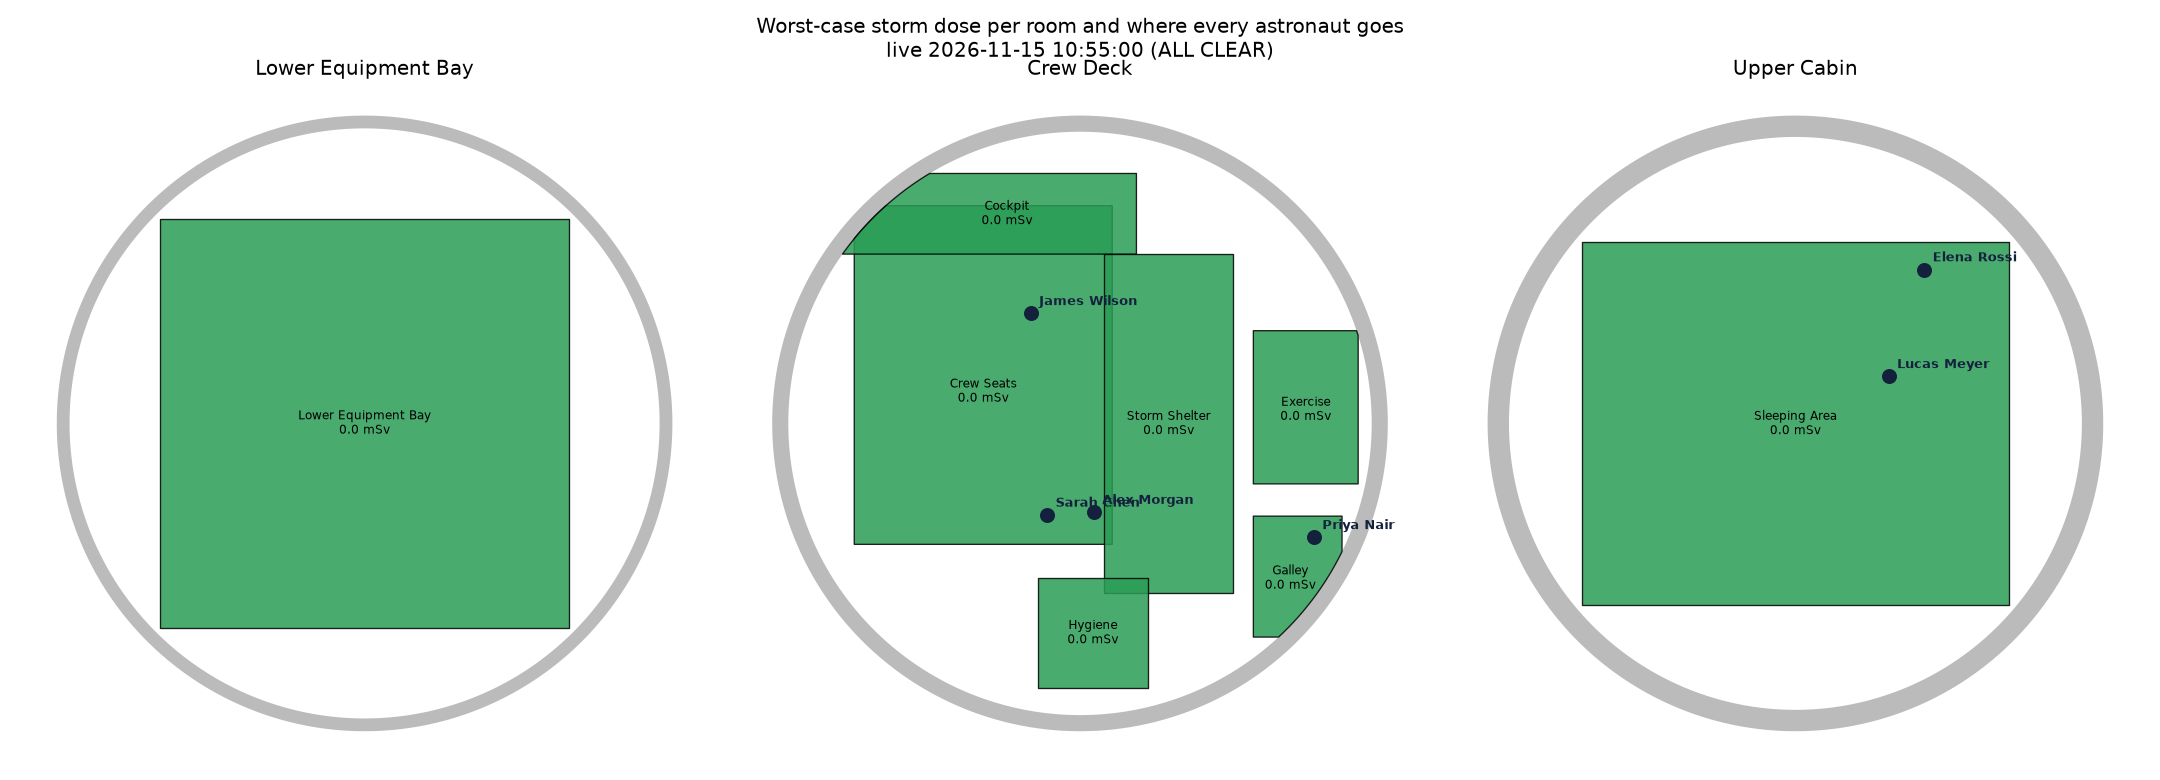 Worst-case storm dose per room and where every astronaut goes
live 2026-11-15 10:55:00 (ALL CLEAR)
Lower Equipment Bay
Crew Deck
Upper Cabin
Lower Equipment Bay
0.0 mSv
Cockpit
0.0 mSv
James Wilson
Crew Seats
0.0 mSv
Storm Shelter
0.0 mSv
Exercise
0.0 mSv
Sarah Chen
Alex Morgan
Priya Nair
Galley
0.0 mSv
Hygiene
0.0 mSv
Elena Rossi
Lucas Meyer
Sleeping Area
0.0 mSv